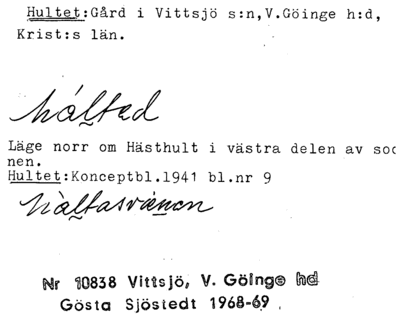 Hultet:Gård i Vittsjö s:n,V.Göinge h:d,
Krist:s län.
háltəd
Läge norr om Hästhult i västra delen av soc
nen.
Hultet:Konceptbl.1941 bl.nr 9
Nr 10838 Vittsjö, V. Göinge hd
Gösta Sjöstedt 1968-69